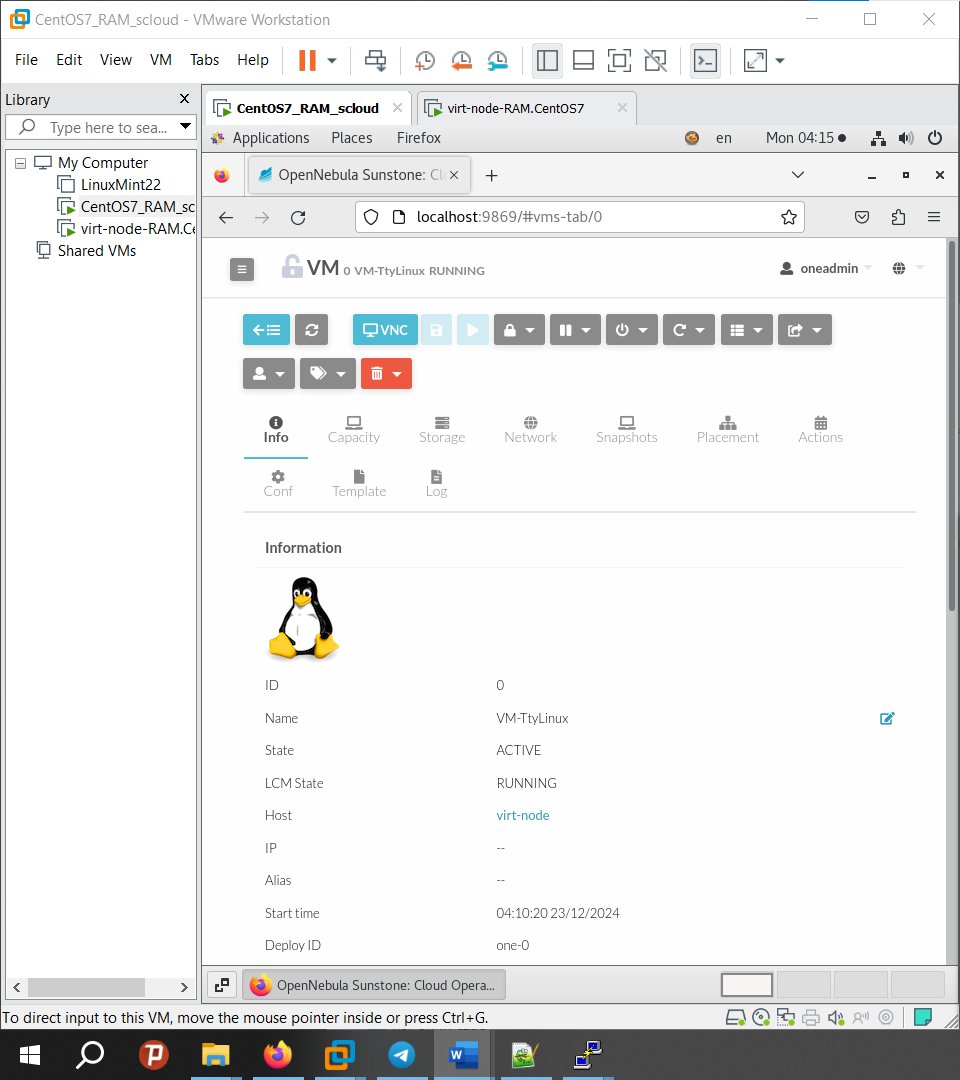 CentOS7_RAM_scloud - VMware Workstation
File Edit View VM Tabs Help
Library
Type here to sea...
My Computer
LinuxMint22
CentOS7_RAM_sc
virt-node-RAM.Ce
Shared VMs
CentOS7_RAM_scloud
virt-node-RAM.CentOS7
Applications Places Firefox en Mon 04:15
OpenNebula Sunstone: Cl
localhost:9869/#vms-tab/0
VM 0 VM-TtyLinux RUNNING
oneadmin
VNC
Info Capacity Storage Network Snapshots Placement Actions
Conf Template Log
Information
ID 0
Name VM-TtyLinux
State ACTIVE
LCM State RUNNING
Host virt-node
IP --
Alias --
Start time 04:10:20 23/12/2024
Deploy ID one-0
OpenNebula Sunstone: Cloud Opera...
To direct input to this VM, move the mouse pointer inside or press Ctrl+G.